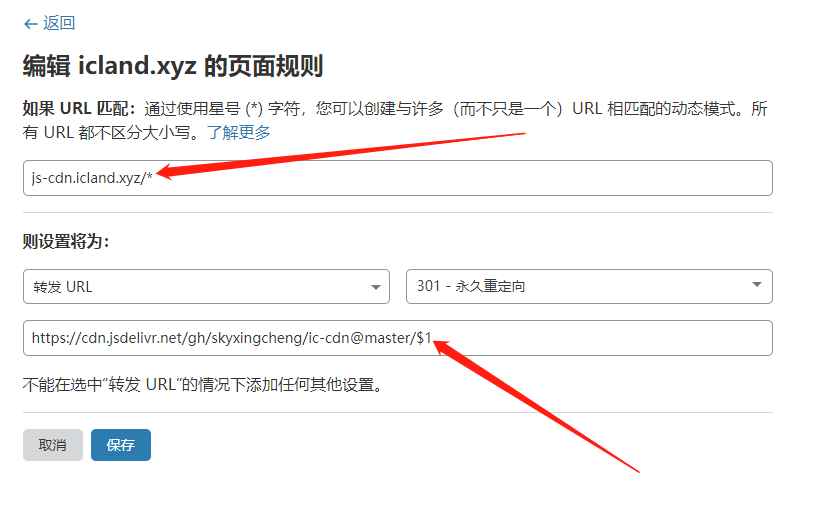 ← 返回
编辑 icland.xyz 的页面规则
如果 URL 匹配：通过使用星号 (*) 字符，您可以创建与许多（而不只是一个）URL 相匹配的动态模式。所
有 URL 都不区分大小写。了解更多
js-cdn.icland.xyz/*
则设置将为：
转发 URL 301 - 永久重定向
https://cdn.jsdelivr.net/gh/skyxingcheng/ic-cdn@master/$1
不能在选中“转发 URL”的情况下添加任何其他设置。
取消 保存